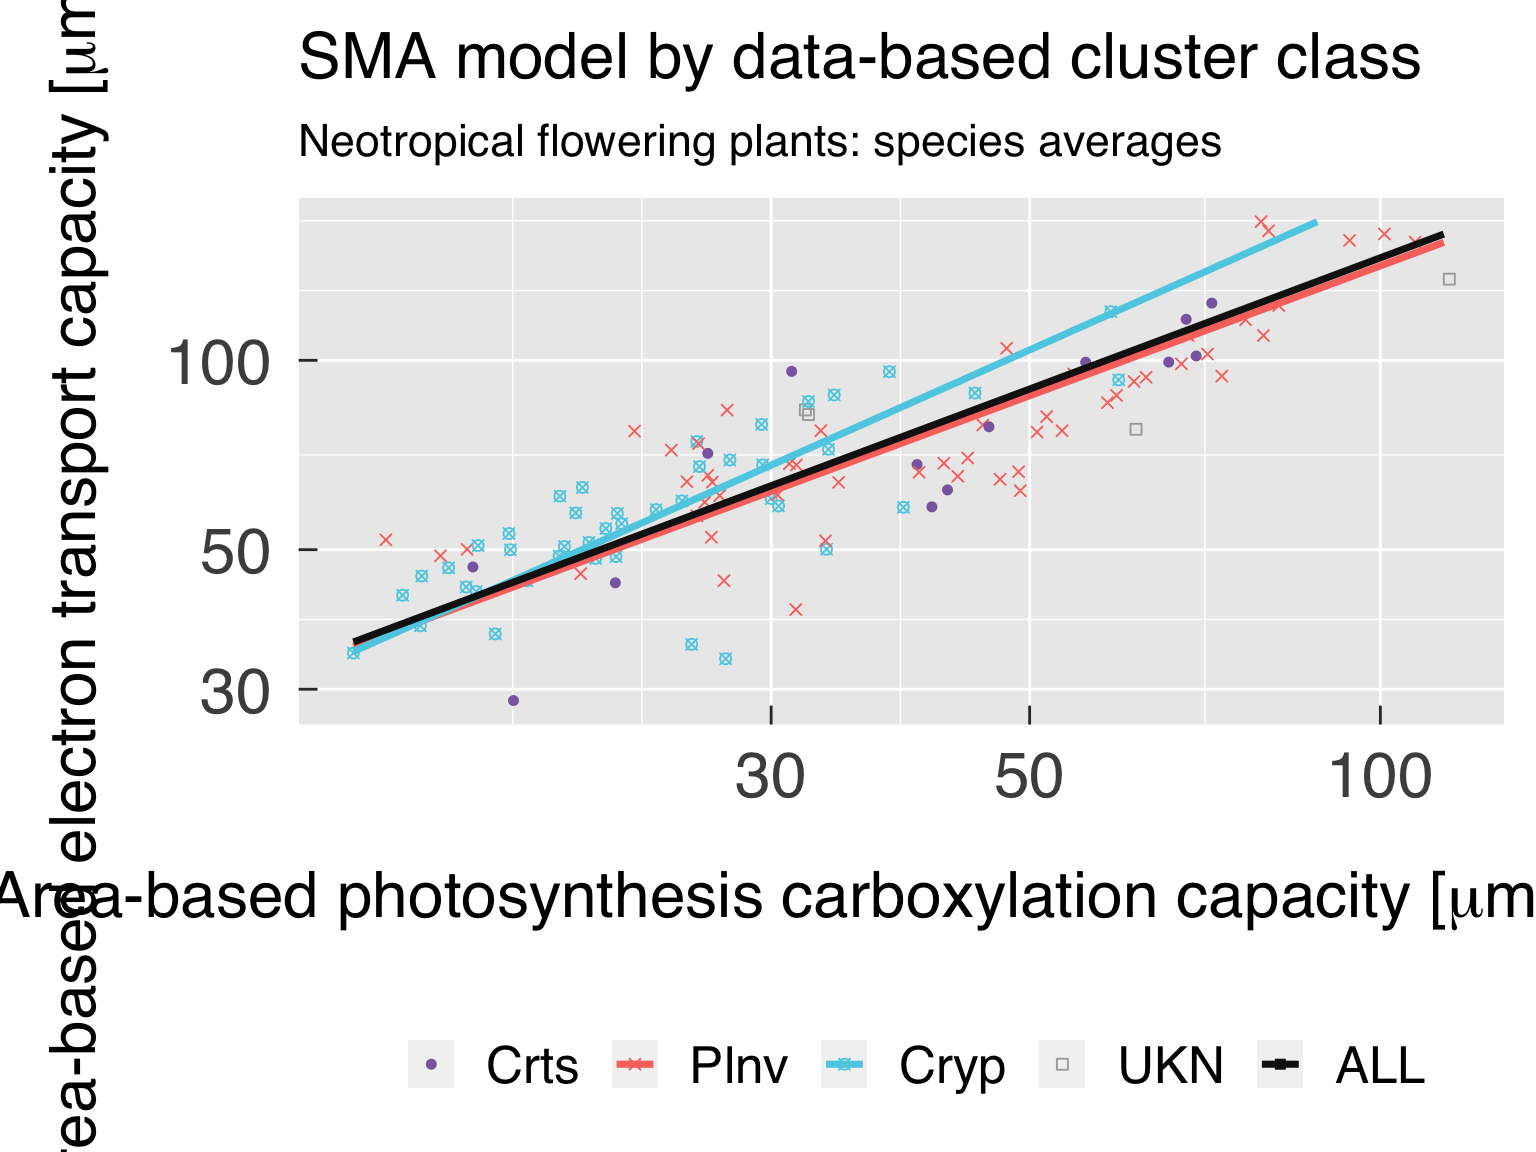 SMA model by data-based cluster class
Neotropical flowering plants: species averages
rea-based electron transport capacity [μm
100
50
30
30 50 100
Area-based photosynthesis carboxylation capacity [μm
Crts PInv Cryp UKN ALL